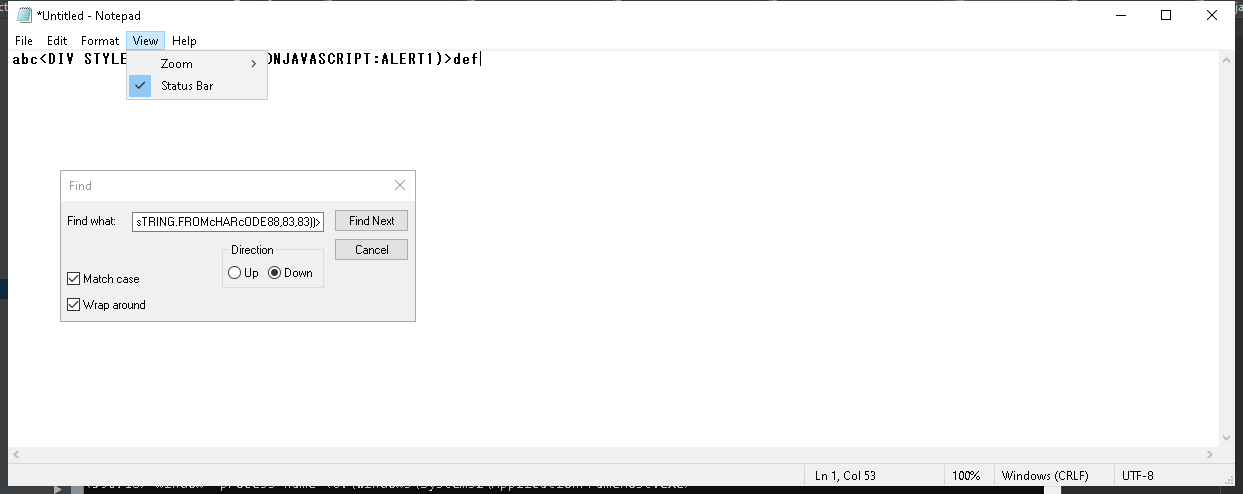 *Untitled - Notepad
File Edit Format View Help
abc<DIV STYLE ONJAVASCRIPT:ALERT1)>def
Zoom
Status Bar
Find
Find what: sTRING.FROMcHARcODE88,83,83))> Find Next
Direction Cancel
Up Down
Match case
Wrap around
Ln 1, Col 53 100% Windows (CRLF) UTF-8